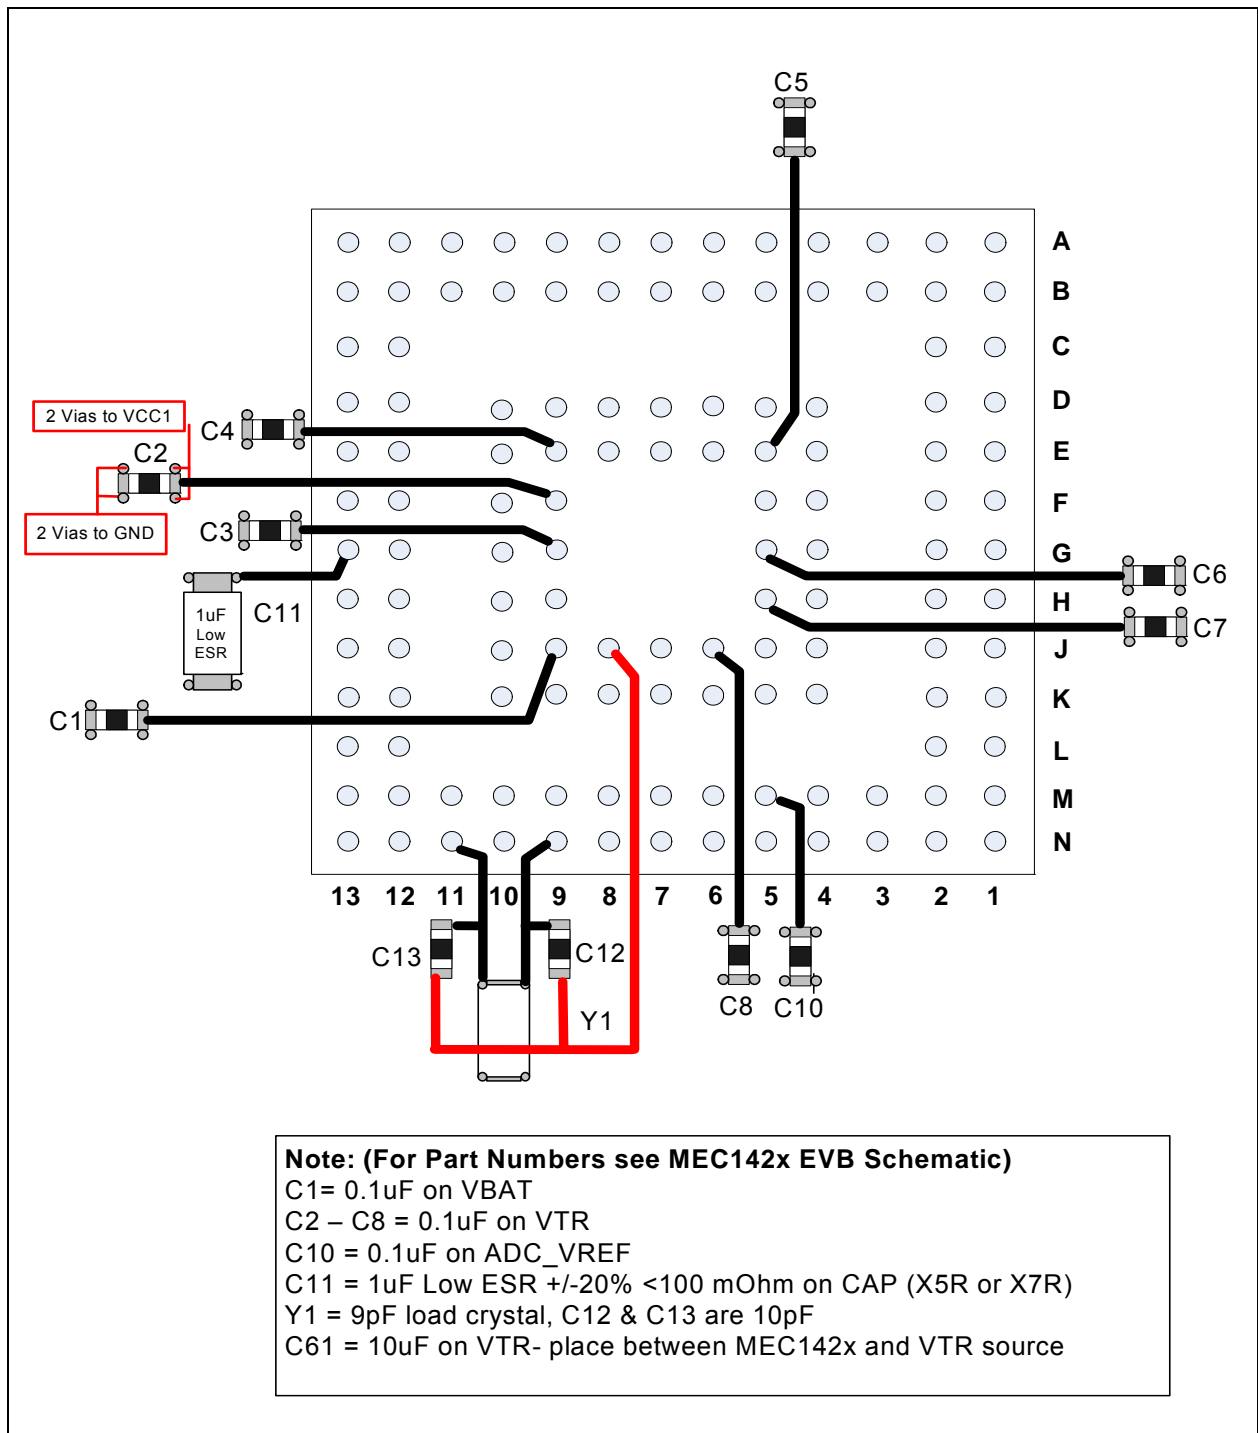 C5
A
B
C
2 Vias to VCC1
D
C4
C2
E
F
2 Vias to GND
C3
G
C6
1uF
Low
ESR
C11
H
C7
J
C1
K
L
M
N
13 12 11 10 9 8 7 6 5 4 3 2 1
C13
C12
Y1
C8
C10
Note: (For Part Numbers see MEC142x EVB Schematic)
C1= 0.1uF on VBAT
C2 – C8 = 0.1uF on VTR
C10 = 0.1uF on ADC_VREF
C11 = 1uF Low ESR +/-20% <100 mOhm on CAP (X5R or X7R)
Y1 = 9pF load crystal, C12 & C13 are 10pF
C61 = 10uF on VTR- place between MEC142x and VTR source